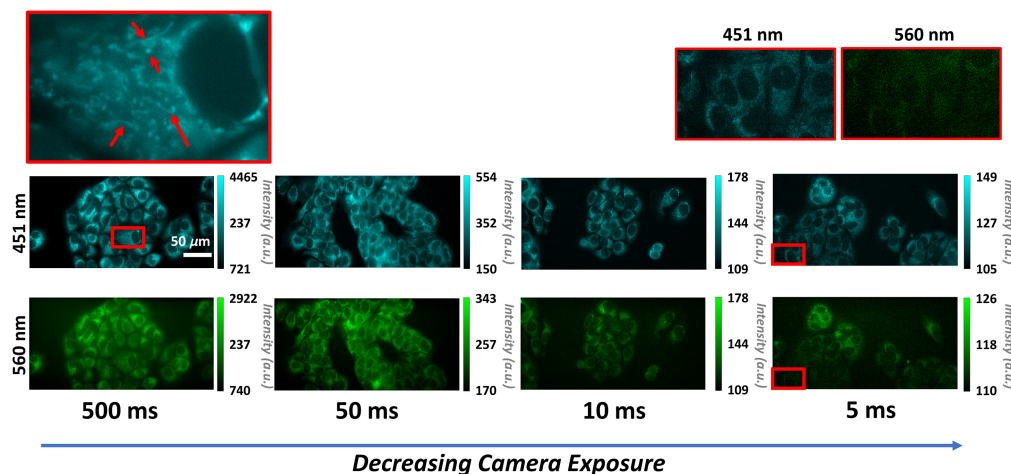 451 nm
560 nm
451 nm
50 μm
4465
237
721
Intensity (a.u.)
554
352
150
Intensity (a.u.)
178
144
109
Intensity (a.u.)
149
127
105
Intensity (a.u.)
560 nm
2922
237
740
Intensity (a.u.)
343
257
170
Intensity (a.u.)
178
144
109
Intensity (a.u.)
126
118
110
Intensity (a.u.)
500 ms
50 ms
10 ms
5 ms
Decreasing Camera Exposure